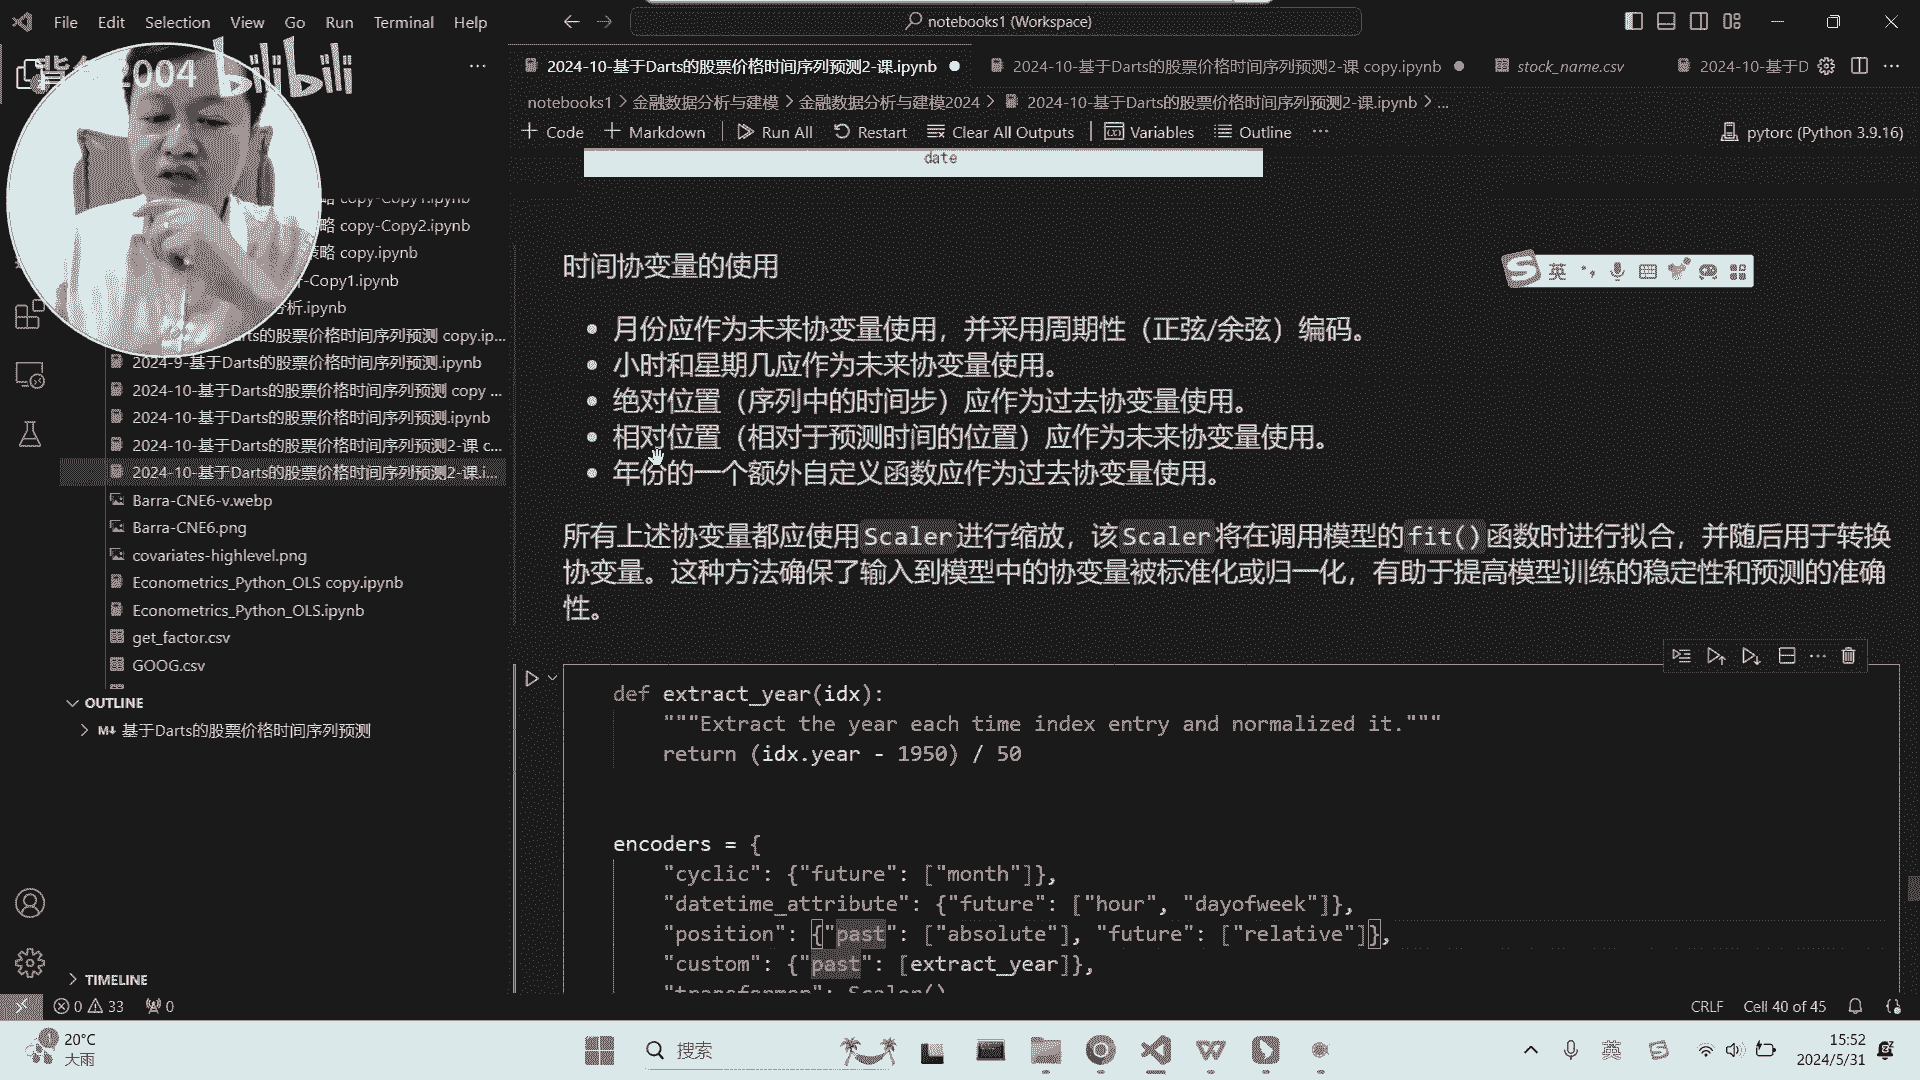 File Edit Selection View Go Run Terminal Help
notebooks1 (Workspace)
2004 bilibili
2024-10-基于Darts的股票价格时间序列预测2-课.ipynb
2024-10-基于Darts的股票价格时间序列预测2-课 copy.ipynb
stock_name.csv
2024-10-基于D
notebooks1 > 金融数据分析与建模 > 金融数据分析与建模2024 > 2024-10-基于Darts的股票价格时间序列预测2-课.ipynb > ...
+ Code + Markdown Run All Restart Clear All Outputs Variables Outline ...
pytorc (Python 3.9.16)
date
略 copy-Copy1.ipynb
略 copy-Copy2.ipynb
策略 copy.ipynb
-Copy1.ipynb
分析.ipynb
arts的股票价格时间序列预测 copy.ip...
2024-9-基于Darts的股票价格时间序列预测.ipynb
2024-10-基于Darts的股票价格时间序列预测 copy ...
2024-10-基于Darts的股票价格时间序列预测.ipynb
2024-10-基于Darts的股票价格时间序列预测2-课 c...
2024-10-基于Darts的股票价格时间序列预测2-课.i...
Barra-CNE6-v.webp
Barra-CNE6.png
covariates-highlevel.png
Econometrics_Python_OLS copy.ipynb
Econometrics_Python_OLS.ipynb
get_factor.csv
GOOG.csv
OUTLINE
基于Darts的股票价格时间序列预测
TIMELINE
时间协变量的使用
英
月份应作为未来协变量使用，并采用周期性（正弦/余弦）编码。
小时和星期几应作为未来协变量使用。
绝对位置（序列中的时间步）应作为过去协变量使用。
相对位置（相对于预测时间的位置）应作为未来协变量使用。
年份的一个额外自定义函数应作为过去协变量使用。
所有上述协变量都应使用Scaler进行缩放，该Scaler将在调用模型的fit()函数时进行拟合，并随后用于转换
协变量。这种方法确保了输入到模型中的协变量被标准化或归一化，有助于提高模型训练的稳定性和预测的准确
性。
def extract_year(idx):
"""Extract the year each time index entry and normalized it."""
return (idx.year - 1950) / 50
encoders = {
"cyclic": {"future": ["month"]},
"datetime_attribute": {"future": ["hour", "dayofweek"]},
"position": {"past": ["absolute"], "future": ["relative"]},
"custom": {"past": [extract_year]},
"transformer": Scaler()
0 33 0
CRLF Cell 40 of 45
20°C
大雨
搜索
英
15:52
2024/5/31